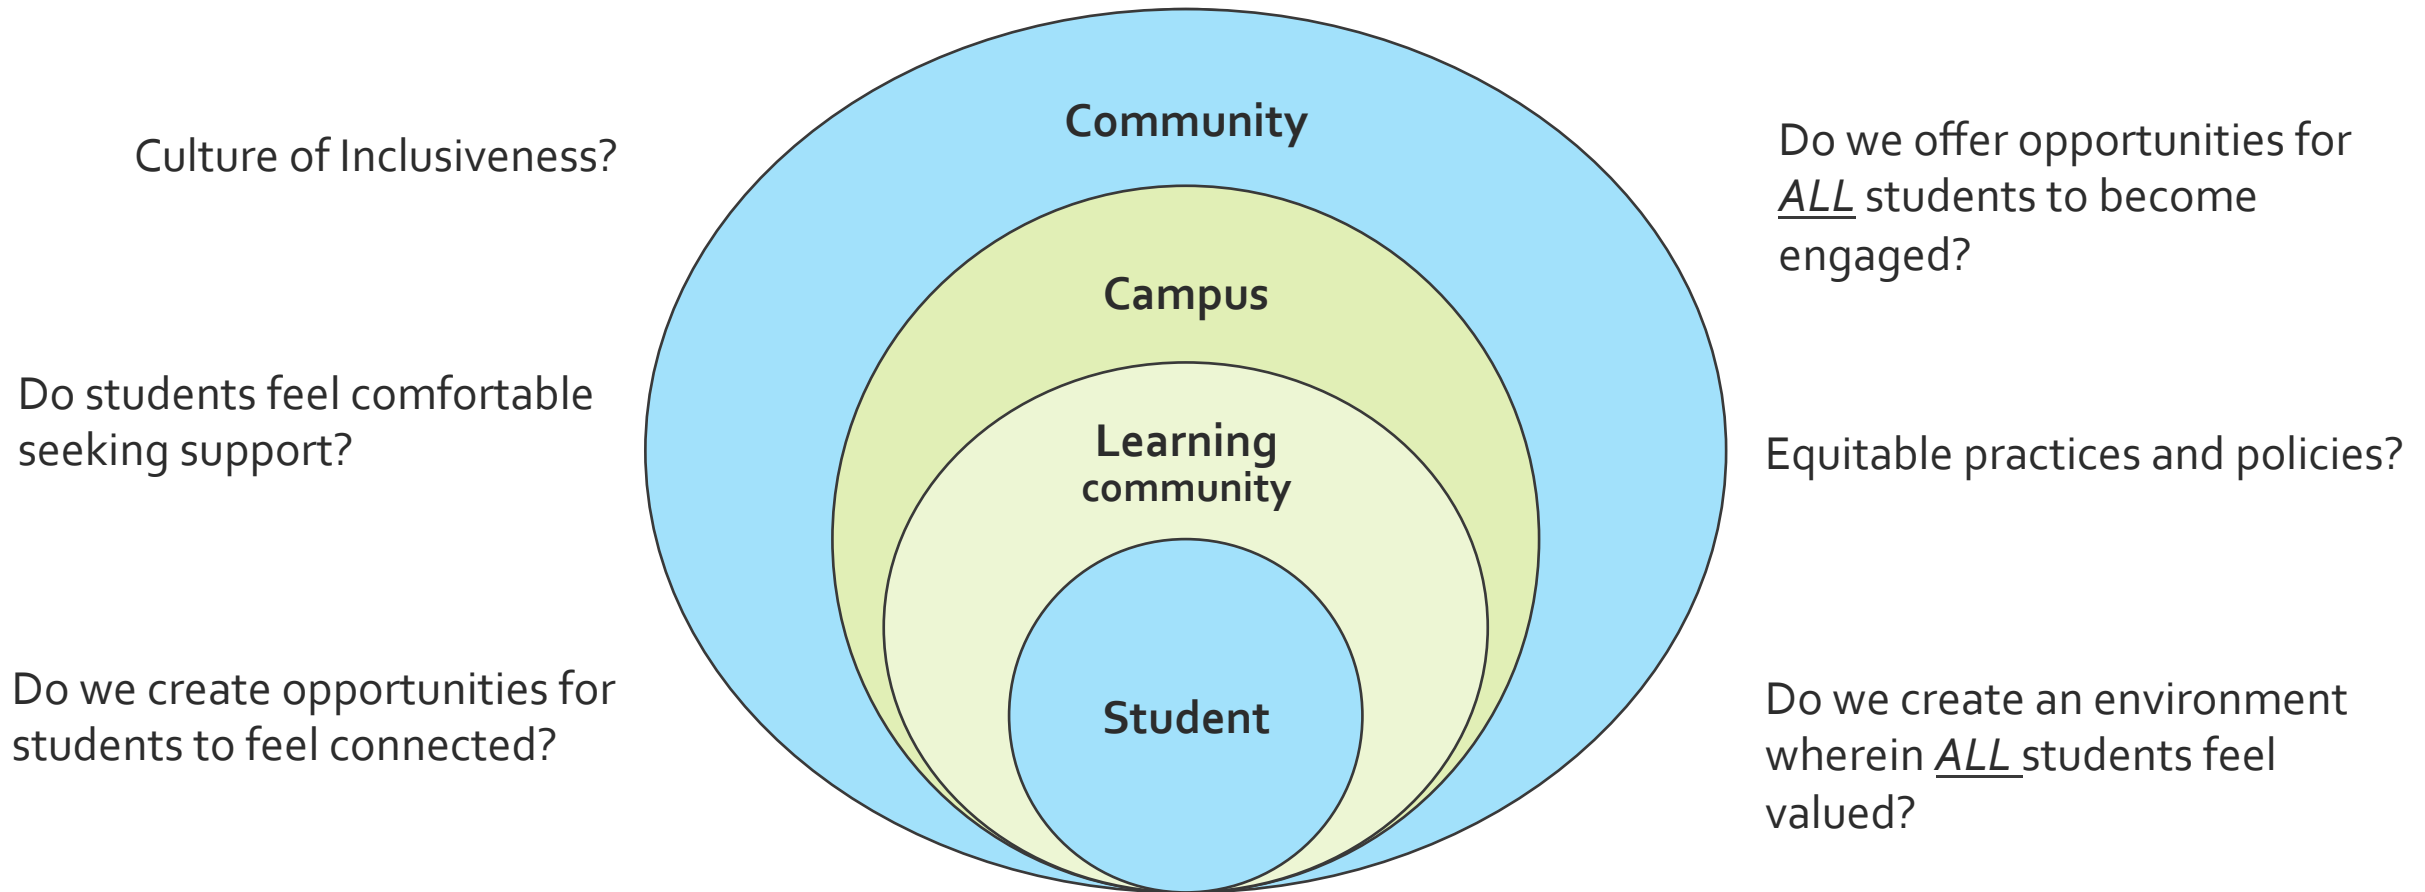 Culture of Inclusiveness?
Do students feel comfortable
seeking support?
Do we create opportunities for
students to feel connected?
Community
Campus
Learning
community
Student
Do we offer opportunities for
ALL students to become
engaged?
Equitable practices and policies?
Do we create an environment
wherein ALL students feel
valued?